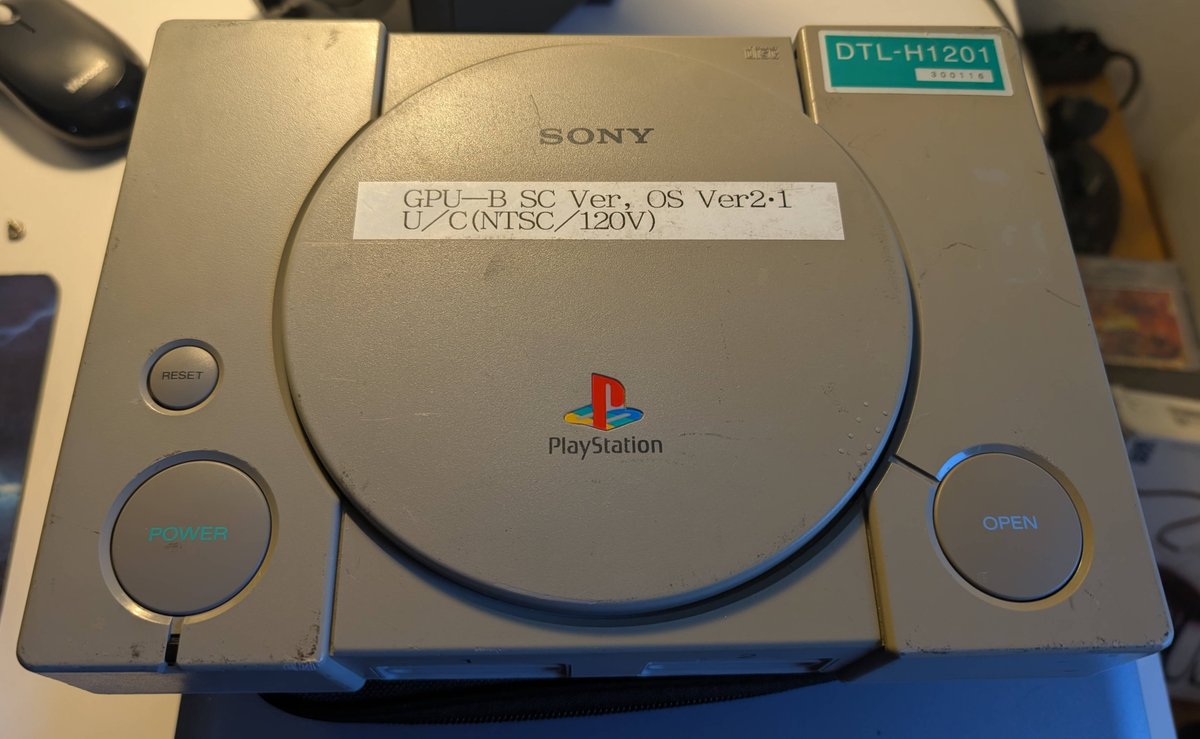 DTL-H1201
300116
SONY
GPU—B SC Ver, OS Ver2·1
U/C(NTSC/120V)
RESET
PlayStation
POWER
OPEN